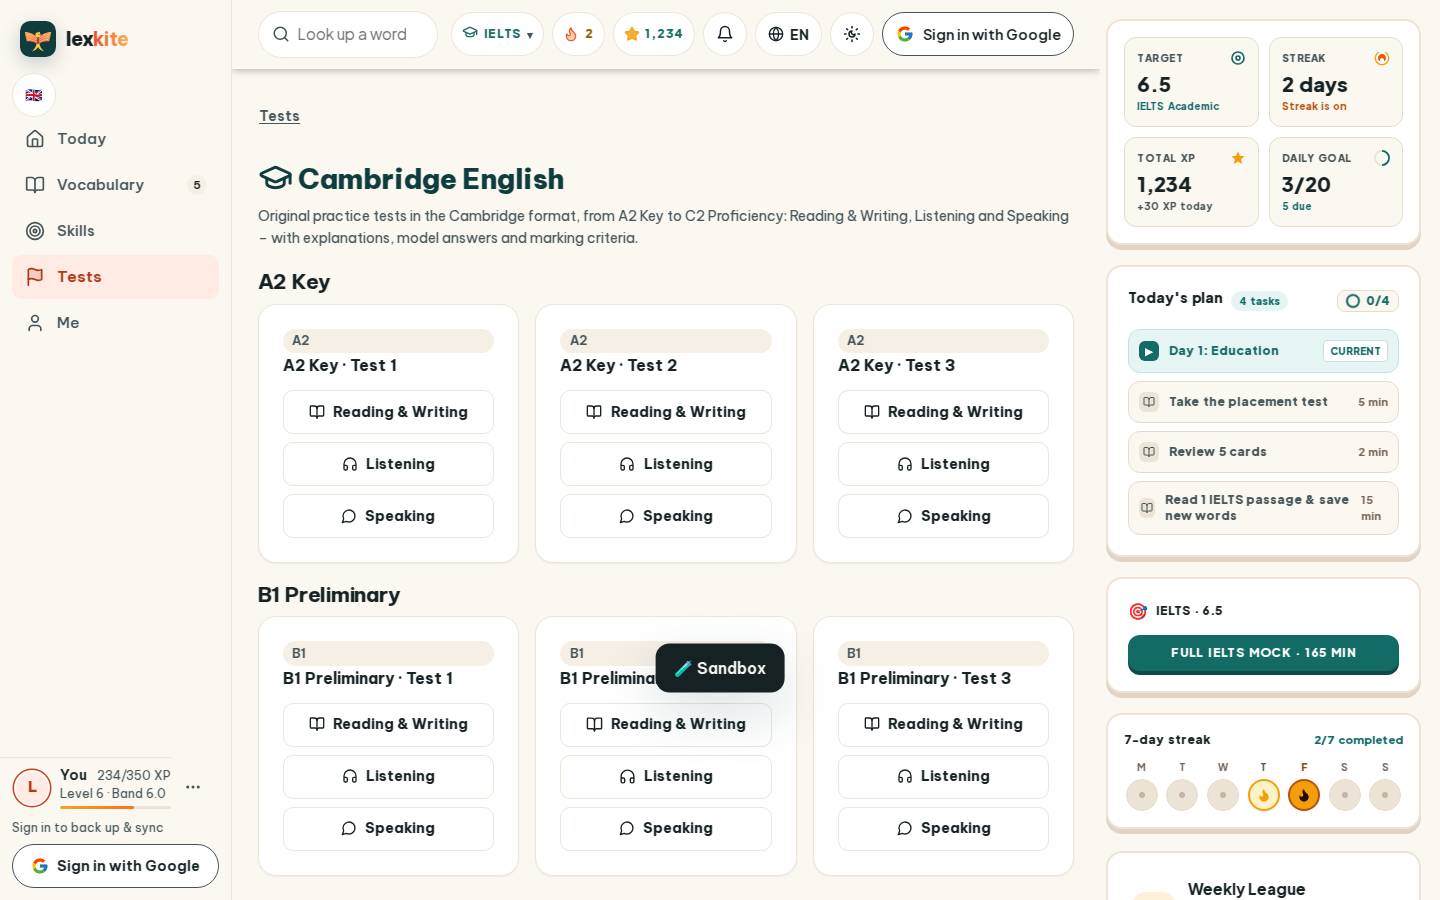 lexkite
Today
Vocabulary 5
Skills
Tests
Me
L
You 234/350 XP
Level 6 · Band 6.0
Sign in to back up & sync
Sign in with Google
Look up a word
IELTS ▾
2
1,234
EN
Sign in with Google
Tests
Cambridge English
Original practice tests in the Cambridge format, from A2 Key to C2 Proficiency: Reading & Writing, Listening and Speaking
– with explanations, model answers and marking criteria.
A2 Key
A2
A2 Key · Test 1
Reading & Writing
Listening
Speaking
A2
A2 Key · Test 2
Reading & Writing
Listening
Speaking
A2
A2 Key · Test 3
Reading & Writing
Listening
Speaking
B1 Preliminary
B1
B1 Preliminary · Test 1
Reading & Writing
Listening
Speaking
B1
B1 Prelimina
Sandbox
Reading & Writing
Listening
Speaking
B1
B1 Preliminary · Test 3
Reading & Writing
Listening
Speaking
TARGET
6.5
IELTS Academic
STREAK
2 days
Streak is on
TOTAL XP
1,234
+30 XP today
DAILY GOAL
3/20
5 due
Today's plan 4 tasks 0/4
Day 1: Education CURRENT
Take the placement test 5 min
Review 5 cards 2 min
Read 1 IELTS passage & save 15
new words min
IELTS · 6.5
FULL IELTS MOCK · 165 MIN
7-day streak 2/7 completed
M T W T F S S
Weekly League